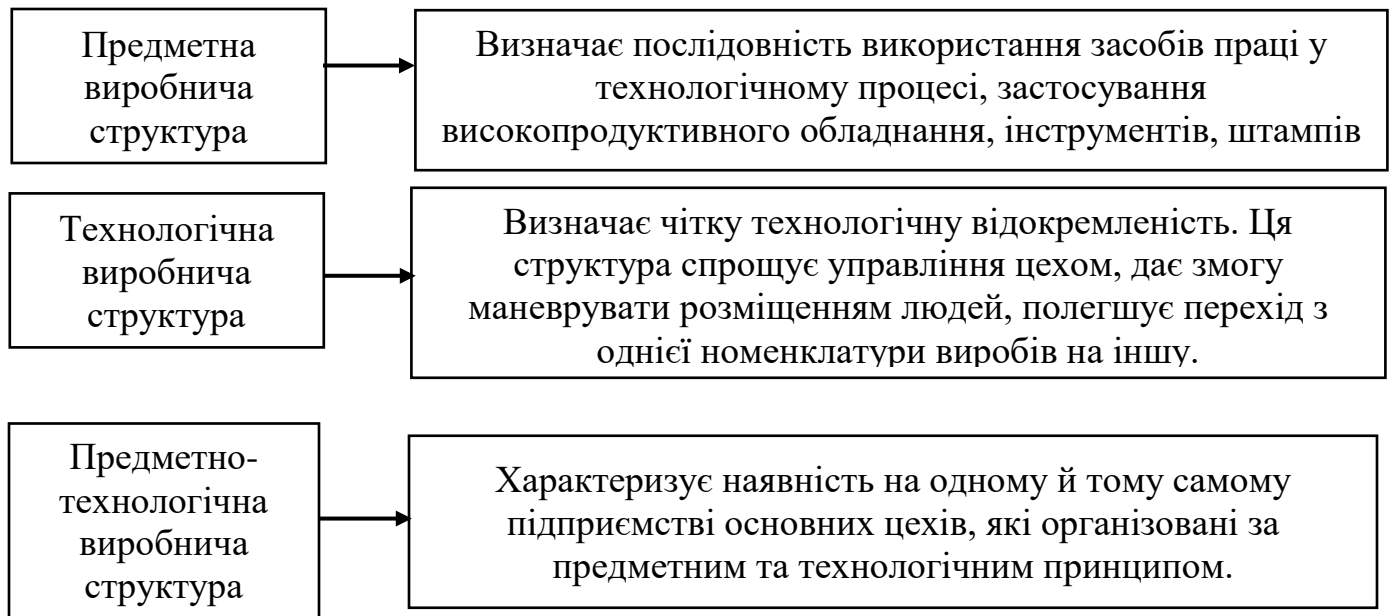 Предметна
виробнича
структура
Визначає послідовність використання засобів праці у
технологічному процесі, застосування
високопродуктивного обладнання, інструментів, штампів
Технологічна
виробнича
структура
Визначає чітку технологічну відокремленість. Ця
структура спрощує управління цехом, дає змогу
маневрувати розміщенням людей, полегшує перехід з
однієї номенклатури виробів на іншу.
Предметно-
технологічна
виробнича
структура
Характеризує наявність на одному й тому самому
підприємстві основних цехів, які організовані за
предметним та технологічним принципом.